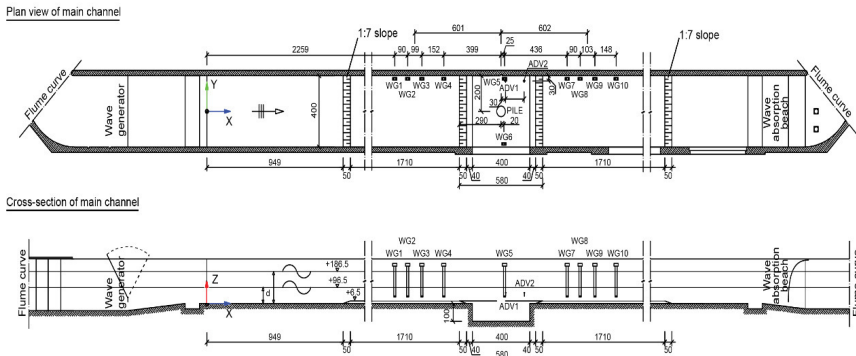 Plan view of main channel
601 602
25
1:7 slope 2259 90 99 152 399 436 90 103 148 1:7 slope
ADV2
WG1 WG3 WG4 WG5 WG7 WG9 WG10
WG2 ADV1 30 WG8
Flume curve
Wave generator
Y
X
400
200
30
PILE
290 20
WG6
Wave absorption beach
Flume curve
949 1710 400 1710
50 50 40 40 50 50
580
Cross-section of main channel
WG2 WG8
WG1 WG3 WG4 WG5 WG7 WG9 WG10
Flume curve
Wave generator
Z
X
d
+186.5
+96.5
+6.5
ADV2
ADV1
100
Wave absorption beach
Flume curve
949 1710 400 1710
50 50 40 40 50 50
580